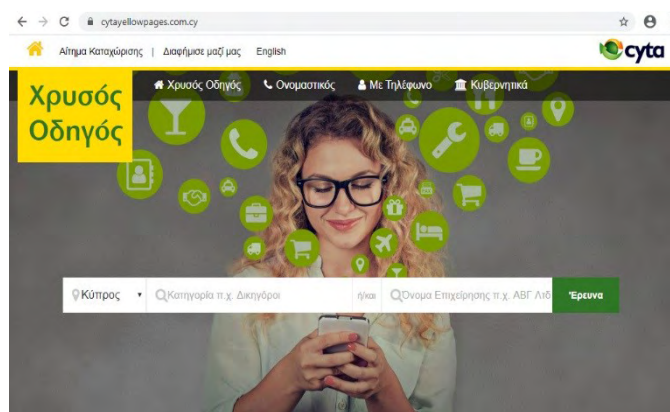 cytayellowpages.com.cy
Αίτημα Καταχώρισης | Διαφήμισε μαζί μας English
cyta
Χρυσός
Οδηγός
Χρυσός Οδηγός Ονομαστικός Με Τηλέφωνο Κυβερνητικά
Κύπρος Κατηγορία π.χ. Δικηγόροι ή/και Όνομα Επιχείρησης π.χ. ΑΒΓ Λτδ Έρευνα